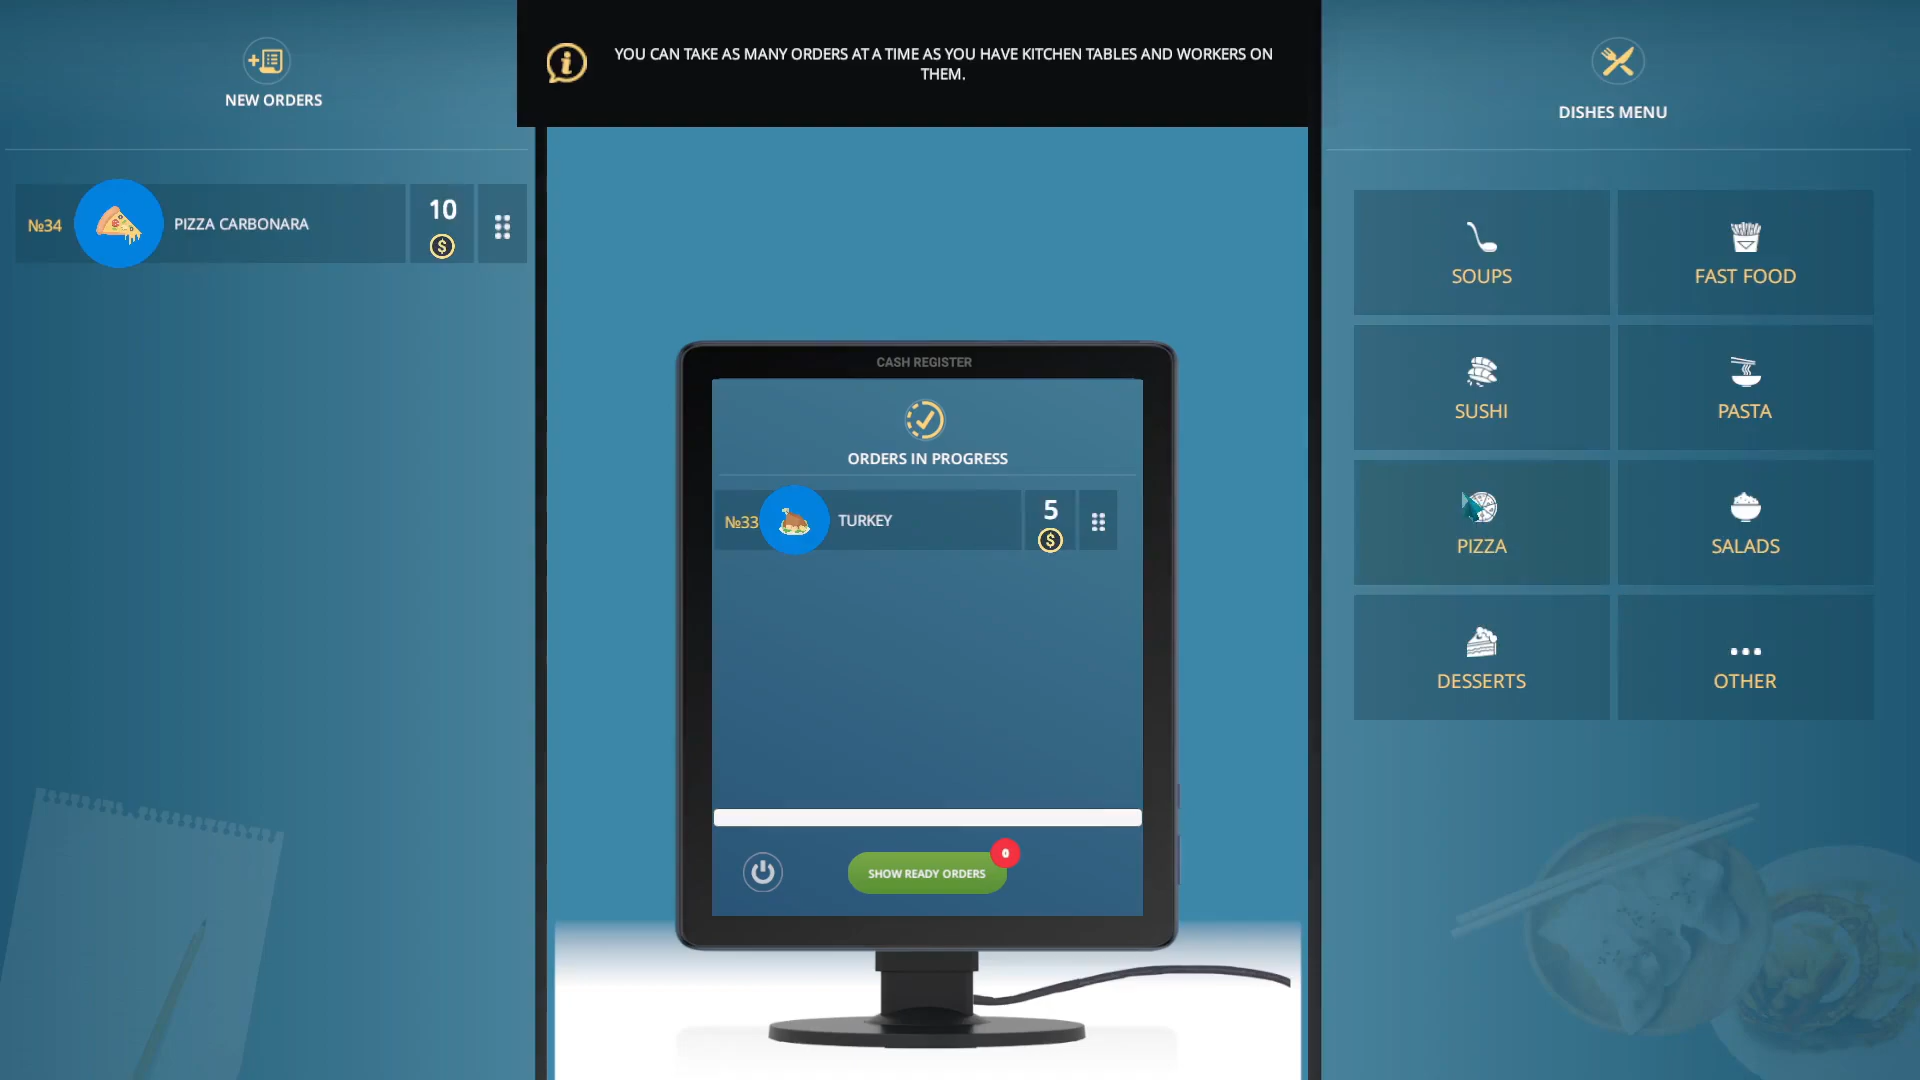 NEW ORDERS
№34
PIZZA CARBONARA
10
$
YOU CAN TAKE AS MANY ORDERS AT A TIME AS YOU HAVE KITCHEN TABLES AND WORKERS ON
THEM.
CASH REGISTER
ORDERS IN PROGRESS
№33
TURKEY
5
$
0
SHOW READY ORDERS
DISHES MENU
SOUPS
FAST FOOD
SUSHI
PASTA
PIZZA
SALADS
DESSERTS
OTHER